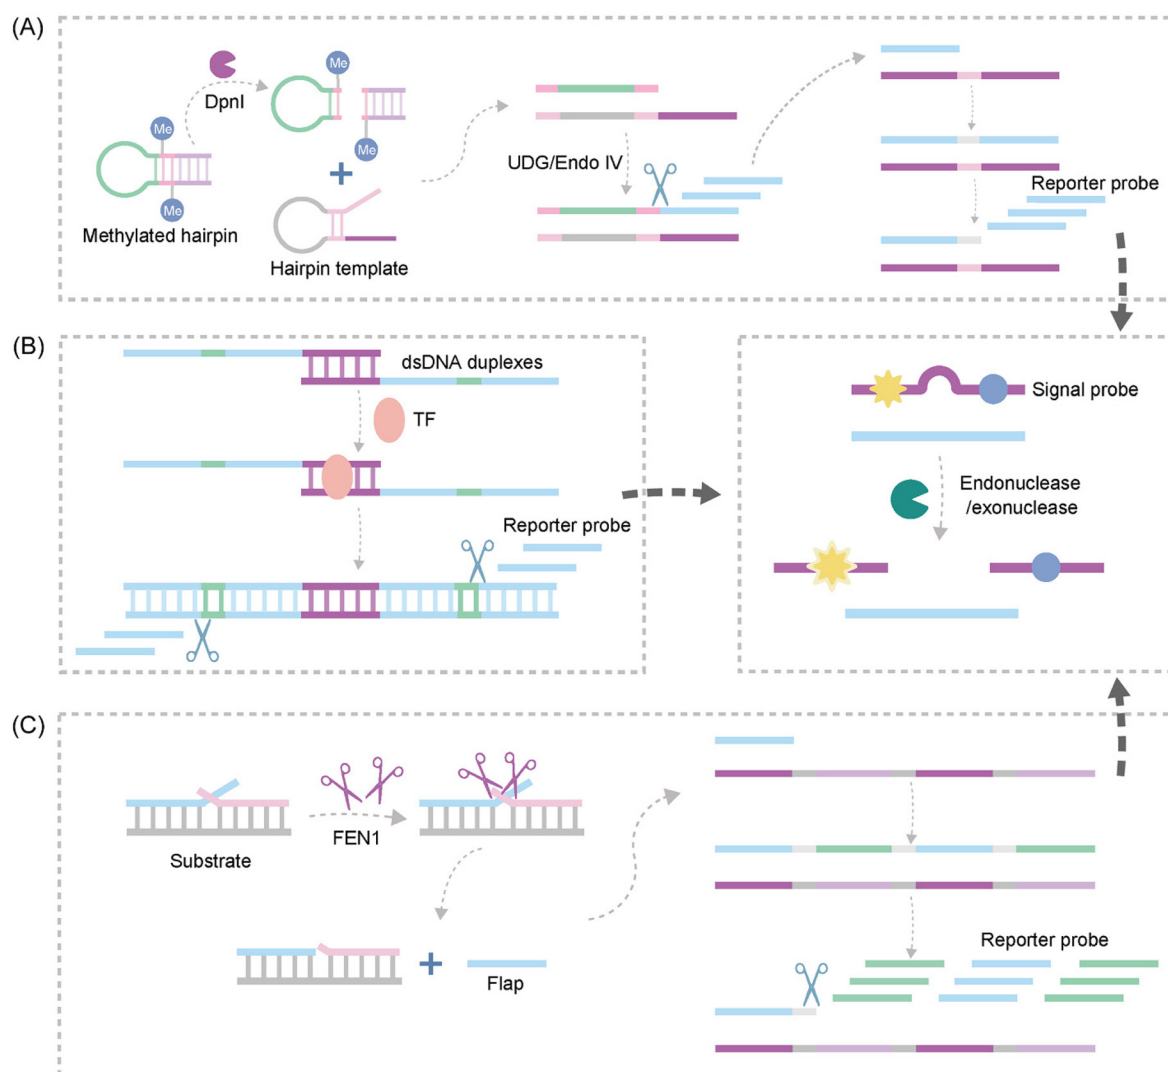 (A)
Me
DpnI
Me
Me
Me
Methylated hairpin
Hairpin template
UDG/Endo IV
Reporter probe
(B)
dsDNA duplexes
TF
Reporter probe
Signal probe
Endonuclease
/exonuclease
(C)
Substrate
FEN1
Flap
Reporter probe